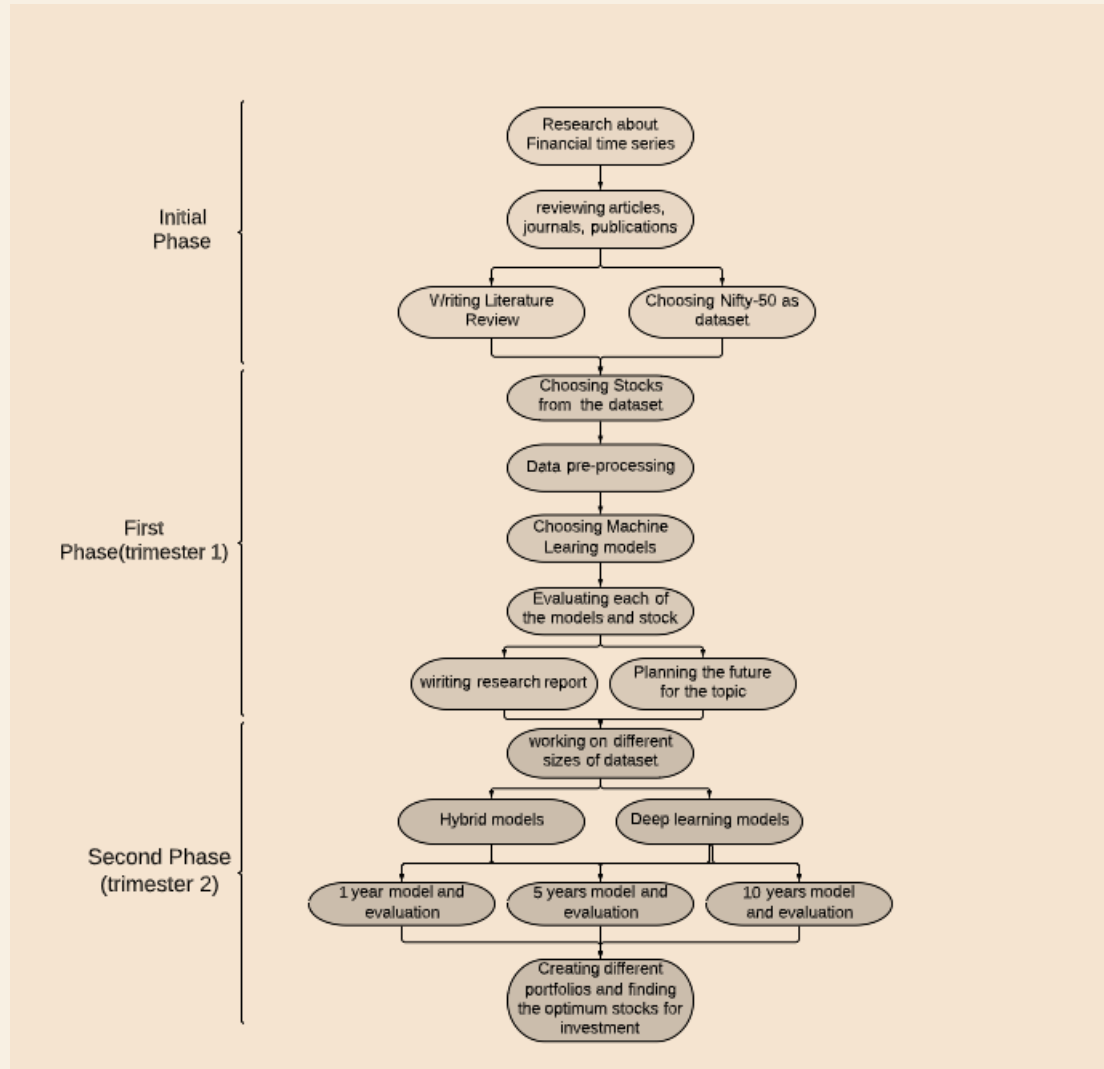 Research about
Financial time series
reviewing articles,
journals, publications
Initial
Phase
Writing Literature
Review
Choosing Nifty-50 as
dataset
Choosing Stocks
from the dataset
Data pre-processing
First
Phase(trimester 1)
Choosing Machine
Learing models
Evaluating each of
the models and stock
wiriting research report
Planning the future
for the topic
working on different
sizes of dataset
Hybrid models
Deep learning models
Second Phase
(trimester 2)
1 year model and
evaluation
5 years model and
evaluation
10 years model
and evaluation
Creating different
portfolios and finding
the optimum stocks for
investment